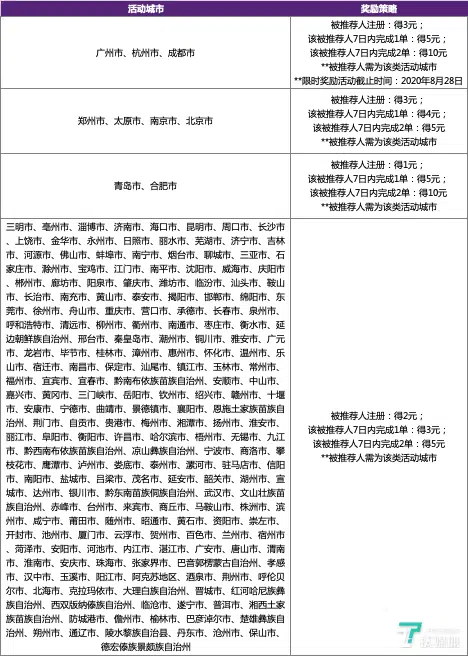 活动城市
奖励策略
广州市、杭州市、成都市
被推荐人注册：得3元；
该被推荐人7日内完成1单：得5元；
该被推荐人7日内完成2单：得10元
**被推荐人需为该类活动城市
**限时奖励活动截止时间：2020年8月28日
郑州市、太原市、南京市、北京市
被推荐人注册：得3元；
该被推荐人7日内完成1单：得4元；
该被推荐人7日内完成2单：得5元
**被推荐人需为该类活动城市
青岛市、合肥市
被推荐人注册：得1元；
该被推荐人7日内完成1单：得5元；
该被推荐人7日内完成2单：得10元
**被推荐人需为该类活动城市
三明市、亳州市、淄博市、济南市、海口市、昆明市、周口市、长沙市
、上饶市、金华市、永州市、日照市、丽水市、芜湖市、济宁市、吉林
市、河源市、佛山市、蚌埠市、南宁市、烟台市、聊城市、三亚市、石
家庄市、滁州市、宝鸡市、江门市、南平市、沈阳市、威海市、庆阳市
、郴州市、廊坊市、阳泉市、肇庆市、潍坊市、临汾市、汕头市、鞍山
市、长治市、南充市、黄山市、泰安市、揭阳市、邯郸市、绵阳市、东
莞市、徐州市、舟山市、重庆市、营口市、承德市、长春市、泉州市、
呼和浩特市、清远市、柳州市、衢州市、南通市、枣庄市、衡水市、延
边朝鲜族自治州、邢台市、秦皇岛市、潮州市、铜川市、雅安市、广元
市、龙岩市、毕节市、桂林市、漳州市、惠州市、怀化市、温州市、乐
山市、宿迁市、南昌市、保定市、汕尾市、镇江市、玉林市、常州市、
福州市、宜宾市、宜春市、黔南布依族苗族自治州、安顺市、中山市、
嘉兴市、黄冈市、三门峡市、岳阳市、钦州市、绍兴市、赣州市、十堰
市、安康市、宁德市、曲靖市、景德镇市、襄阳市、恩施土家族苗族自
治州、荆门市、自贡市、贵港市、梅州市、湘潭市、扬州市、淮安市、
丽江市、阜阳市、衡阳市、许昌市、哈尔滨市、梧州市、无锡市、九江
市、黔西南布依族苗族自治州、凉山彝族自治州、宁波市、商洛市、攀
枝花市、鹰潭市、泸州市、娄底市、泰州市、漯河市、驻马店市、信阳
市、南阳市、盐城市、吕梁市、茂名市、延安市、韶关市、湖州市、宣
城市、达州市、银川市、黔东南苗族侗族自治州、武汉市、文山壮族苗
族自治州、赤峰市、台州市、来宾市、商丘市、马鞍山市、株洲市、滨
州市、咸宁市、莆田市、随州市、昭通市、黄石市、资阳市、崇左市、
开封市、池州市、厦门市、云浮市、贺州市、百色市、兰州市、宿州市
、菏泽市、安阳市、河池市、内江市、湛江市、广安市、唐山市、渭南
市、淮南市、安庆市、珠海市、张家界市、巴音郭楞蒙古自治州、孝感
市、汉中市、玉溪市、阳江市、阿克苏地区、酒泉市、荆州市、呼伦贝
尔市、北海市、克拉玛依市、大理白族自治州、晋城市、红河哈尼族彝
族自治州、西双版纳傣族自治州、临沧市、遂宁市、普洱市、湘西土家
族苗族自治州、防城港市、儋州市、榆林市、巴彦淖尔市、楚雄彝族自
治州、朔州市、通辽市、陵水黎族自治县、丹东市、沧州市、保山市、
德宏傣族景颇族自治州
被推荐人注册：得2元；
该被推荐人7日内完成1单：得3元；
该被推荐人7日内完成2单：得5元
**被推荐人需为该类活动城市